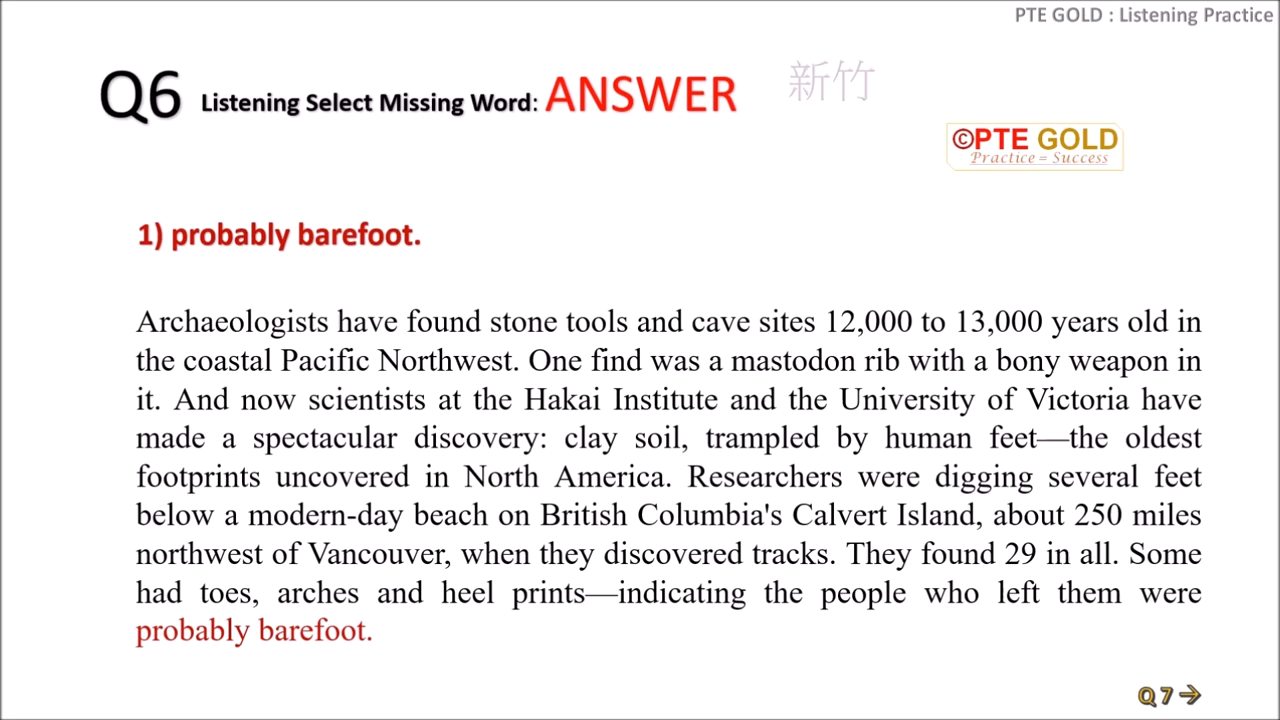 PTE GOLD : Listening Practice
Q6 Listening Select Missing Word: ANSWER 新竹
©PTE GOLD
Practice = Success
1) probably barefoot.
Archaeologists have found stone tools and cave sites 12,000 to 13,000 years old in
the coastal Pacific Northwest. One find was a mastodon rib with a bony weapon in
it. And now scientists at the Hakai Institute and the University of Victoria have
made a spectacular discovery: clay soil, trampled by human feet—the oldest
footprints uncovered in North America. Researchers were digging several feet
below a modern-day beach on British Columbia's Calvert Island, about 250 miles
northwest of Vancouver, when they discovered tracks. They found 29 in all. Some
had toes, arches and heel prints—indicating the people who left them were
probably barefoot.
Q 7→